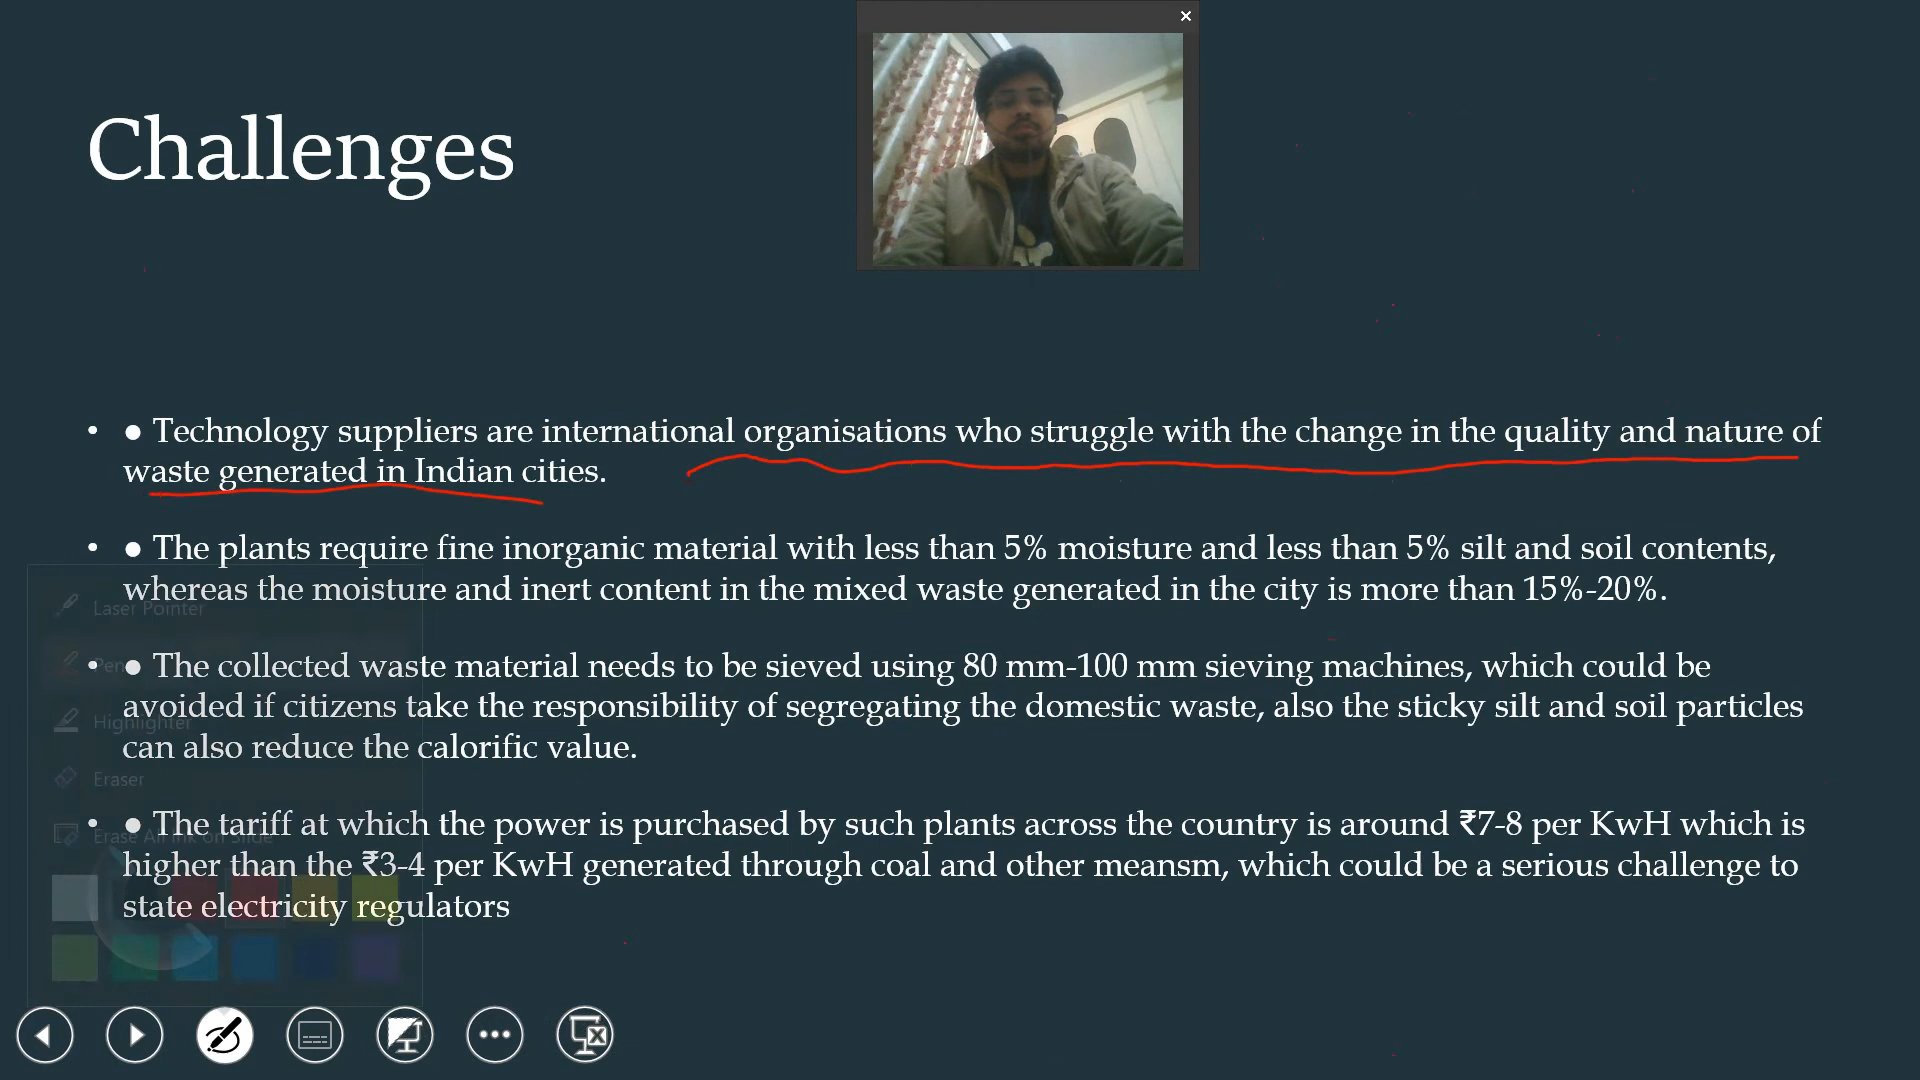 Challenges
• ● Technology suppliers are international organisations who struggle with the change in the quality and nature of
waste generated in Indian cities.
• ● The plants require fine inorganic material with less than 5% moisture and less than 5% silt and soil contents,
whereas the moisture and inert content in the mixed waste generated in the city is more than 15%-20%.
Laser Pointer
• ● The collected waste material needs to be sieved using 80 mm-100 mm sieving machines, which could be
Pen
avoided if citizens take the responsibility of segregating the domestic waste, also the sticky silt and soil particles
Highlighter
can also reduce the calorific value.
Eraser
• ● The tariff at which the power is purchased by such plants across the country is around ₹7-8 per KwH which is
Erase All Ink on Slide
higher than the ₹3-4 per KwH generated through coal and other meansm, which could be a serious challenge to
state electricity regulators